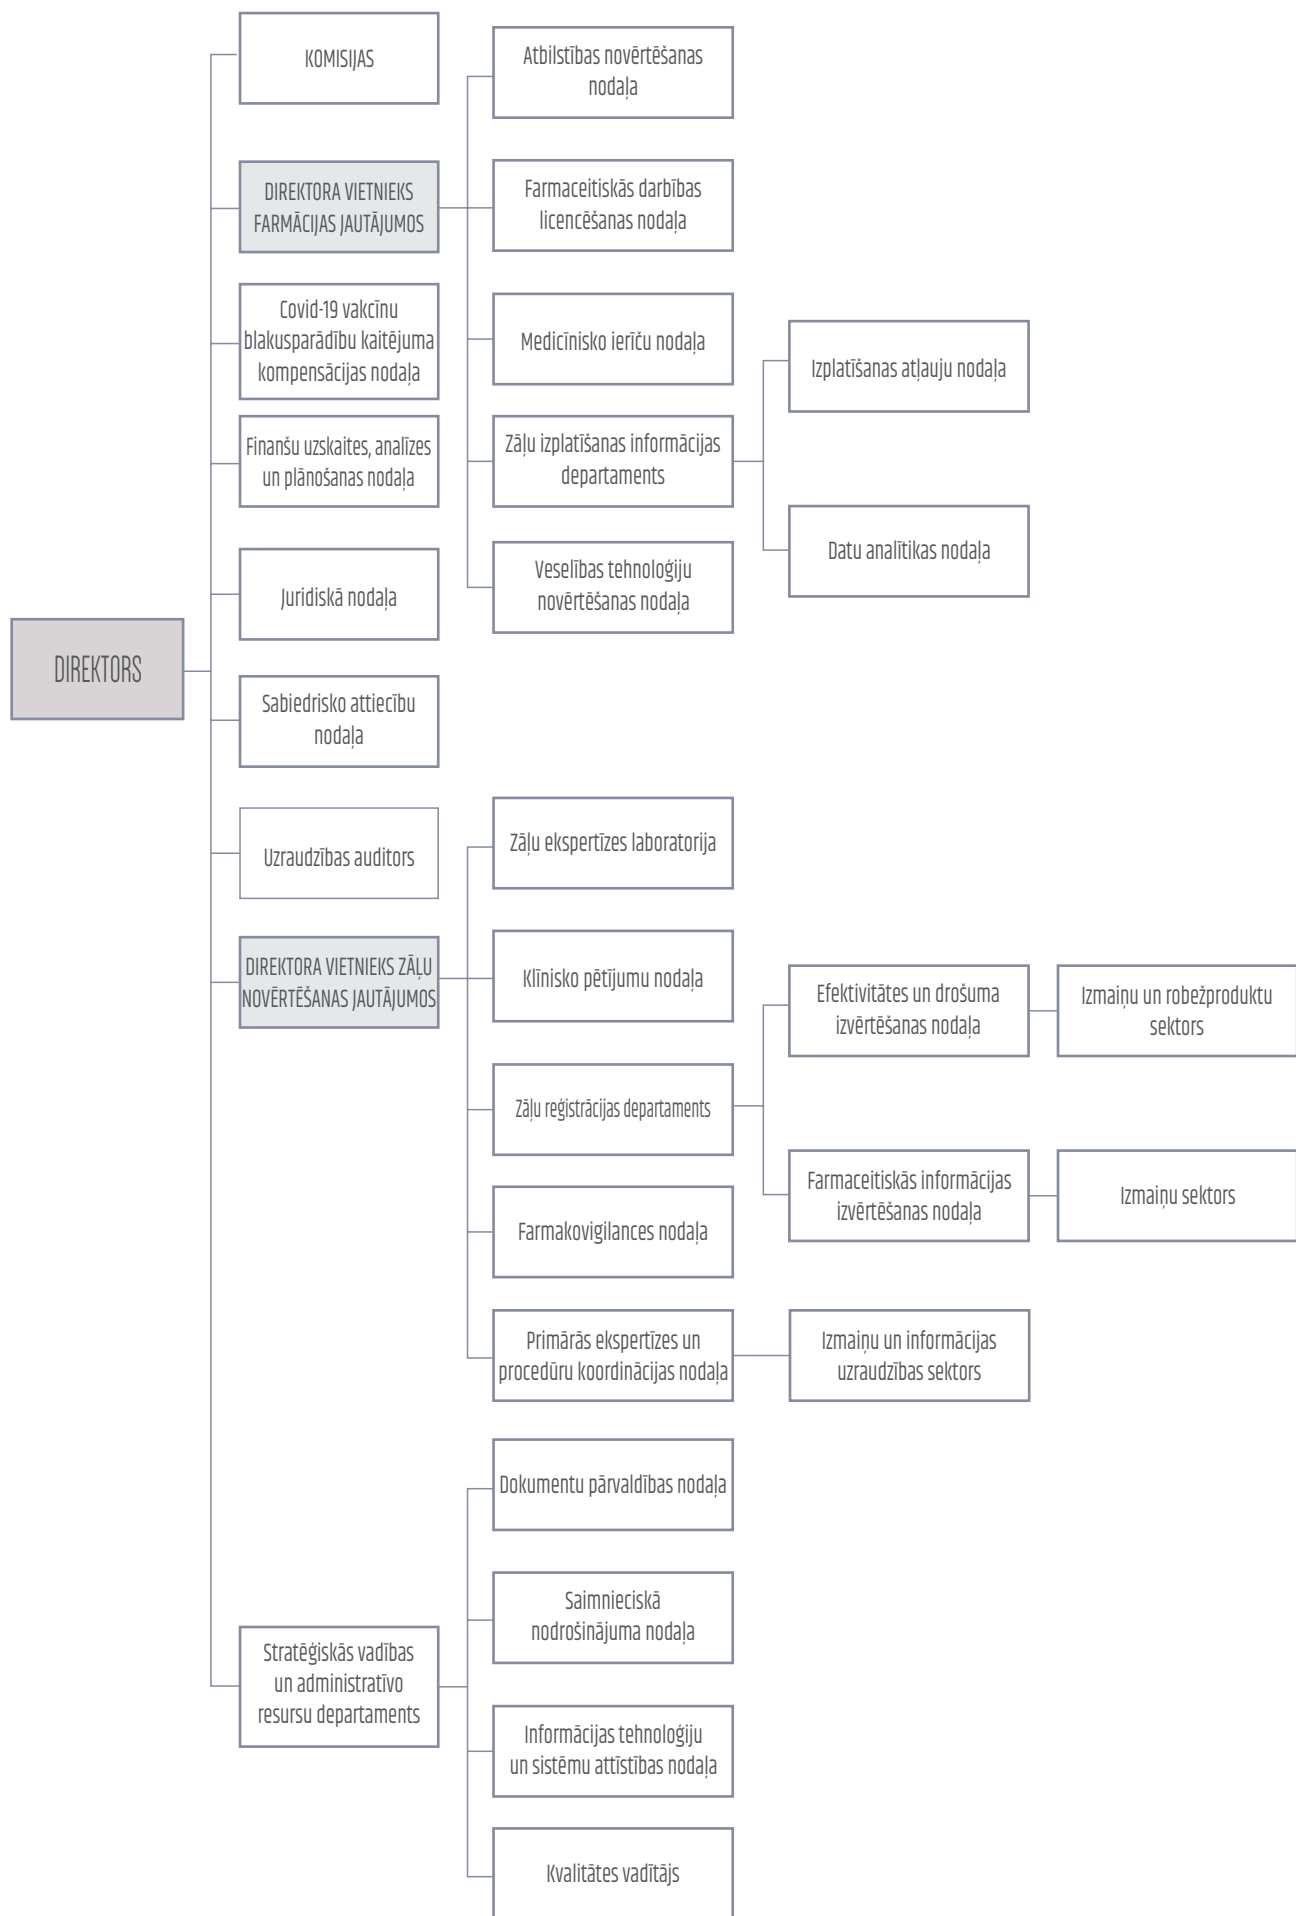 DIREKTORS
KOMISIJAS
DIREKTORA VIETNIEKS
FARMĀCIJAS JAUTĀJUMOS
Atbilstības novērtēšanas
nodaļa
Farmaceitiskās darbības
licencēšanas nodaļa
Medicīnisko ierīču nodaļa
Zāļu izplatīšanas informācijas
departaments
Izplatīšanas atļauju nodaļa
Datu analītikas nodaļa
Veselības tehnoloģiju
novērtēšanas nodaļa
Covid-19 vakcīnu
blakusparādību kaitējuma
kompensācijas nodaļa
Finanšu uzskaites, analīzes
un plānošanas nodaļa
Juridiskā nodaļa
Sabiedrisko attiecību
nodaļa
Uzraudzības auditors
DIREKTORA VIETNIEKS ZĀĻU
NOVĒRTĒŠANAS JAUTĀJUMOS
Zāļu ekspertīzes laboratorija
Klīnisko pētījumu nodaļa
Zāļu reģistrācijas departaments
Efektivitātes un drošuma
izvērtēšanas nodaļa
Izmaiņu un robežproduktu
sektors
Farmaceitiskās informācijas
izvērtēšanas nodaļa
Izmaiņu sektors
Farmakovigilances nodaļa
Primārās ekspertīzes un
procedūru koordinācijas nodaļa
Izmaiņu un informācijas
uzraudzības sektors
Stratēģiskās vadības
un administratīvo
resursu departaments
Dokumentu pārvaldības nodaļa
Saimnieciskā
nodrošinājuma nodaļa
Informācijas tehnoloģiju
un sistēmu attīstības nodaļa
Kvalitātes vadītājs